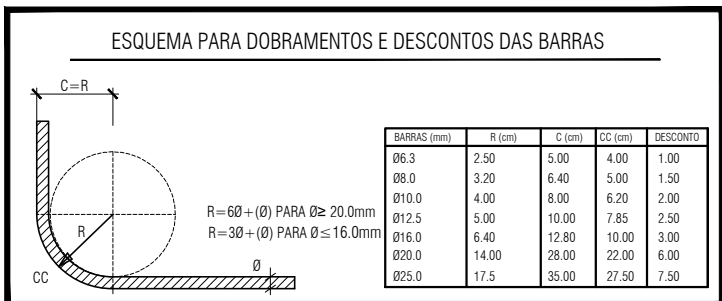 ESQUEMA PARA DOBRAMENTOS E DESCONTOS DAS BARRAS
C=R
R
CC
Ø
R=6Ø+(Ø) PARA Ø≥ 20.0mm
R=3Ø+(Ø) PARA Ø≤16.0mm
BARRAS (mm) R (cm) C (cm) CC (cm) DESCONTO
Ø6.3 2.50 5.00 4.00 1.00
Ø8.0 3.20 6.40 5.00 1.50
Ø10.0 4.00 8.00 6.20 2.00
Ø12.5 5.00 10.00 7.85 2.50
Ø16.0 6.40 12.80 10.00 3.00
Ø20.0 14.00 28.00 22.00 6.00
Ø25.0 17.5 35.00 27.50 7.50